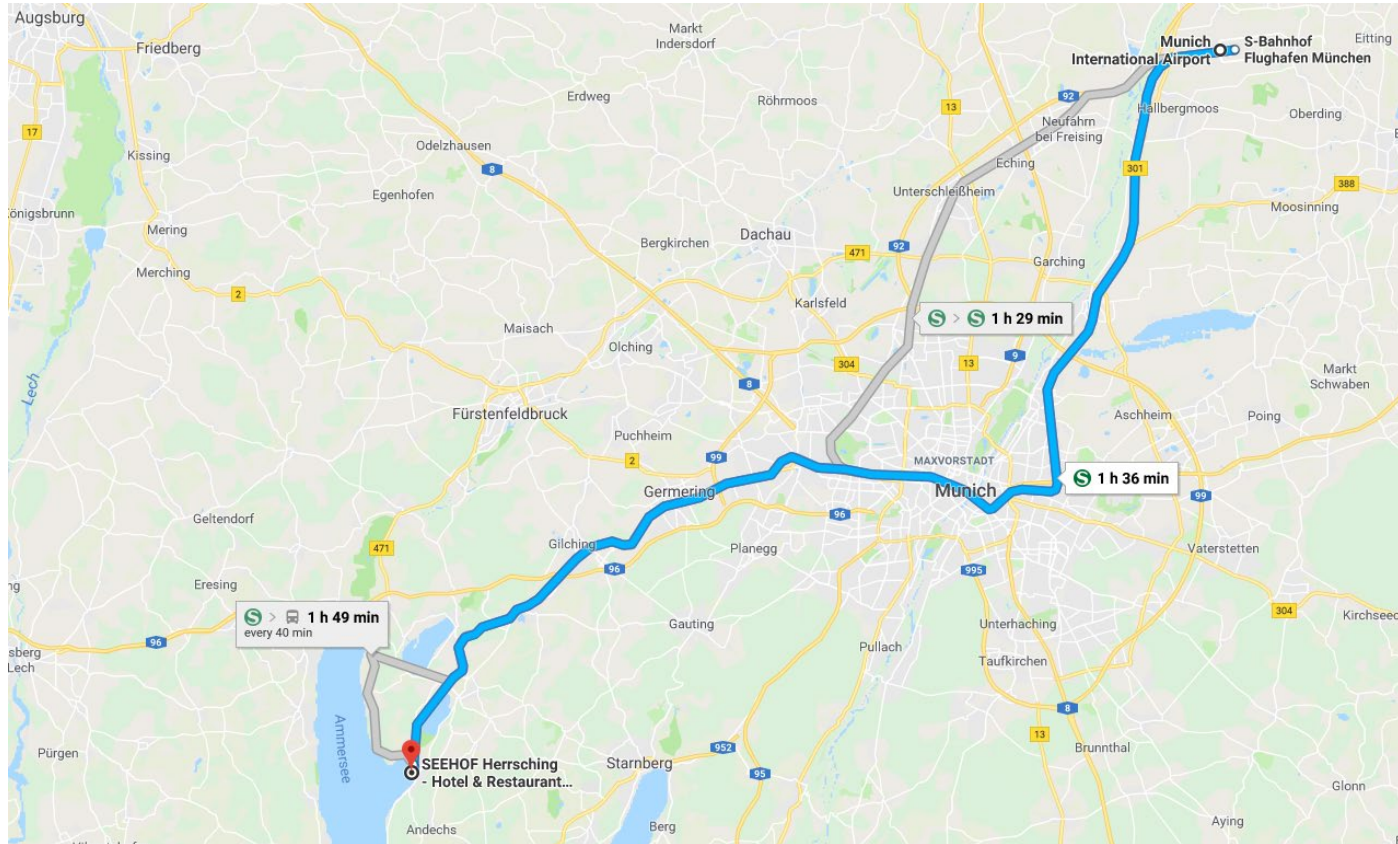 Augsburg
Friedberg
Markt
Indersdorf
Munich
International Airport
S-Bahnhof
Flughafen München
Eitting
92
13
Hallbergmoos
Erdweg
Röhrmoos
Oberding
17
Neufahrn
bei Freising
Kissing
Odelzhausen
8
Eching
301
Egenhofen
Unterschleißheim
388
Königsbrunn
Moosinning
Mering
Dachau
Bergkirchen
92
471
Garching
Merching
2
Karlsfeld
S > S 1 h 29 min
Maisach
Olching
9
304
13
Markt
Schwaben
Lech
8
Fürstenfeldbruck
Aschheim
Poing
Puchheim
99
2
MAXVORSTADT
S 1 h 36 min
Germering
Munich
99
Geltendorf
96
Gilching
Planegg
Vaterstetten
471
96
995
Eresing
304
Kirchseeo
S > 1 h 49 min
every 40 min
96
Gauting
Unterhaching
Pullach
Taufkirchen
sberg
Lech
Ammersee
8
13
Pürgen
952
Brunnthal
SEEHOF Herrsching
- Hotel & Restaurant...
Starnberg
95
Glonn
Andechs
Berg
Aying